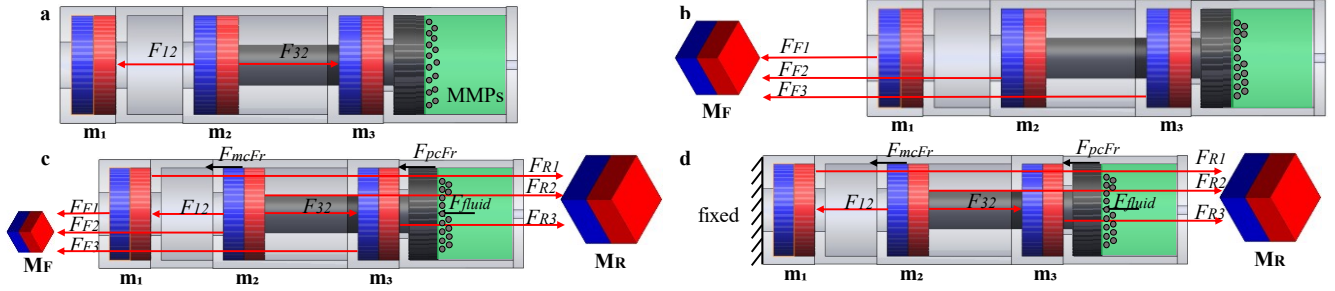 a
F12
F32
MMPs
m1
m2
m3
b
FF1
FF2
FF3
MF
m1
m2
m3
c
FmcFr
FpcFr
FR1
FR2
FR3
FF1
FF2
FF3
F12
F32
Ffluid
MF
m1
m2
m3
MR
d
FmcFr
FpcFr
FR1
FR2
FR3
fixed
F12
F32
Ffluid
m1
m2
m3
MR